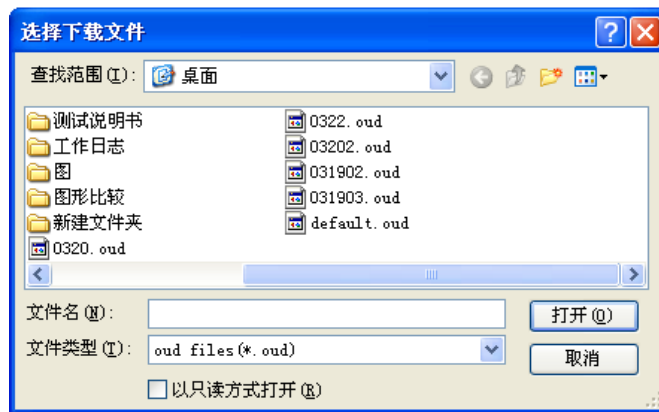 选择下载文件
查找范围(I): 桌面
测试说明书
工作日志
图
图形比较
新建文件夹
0320.oud
0322.oud
03202.oud
031902.oud
031903.oud
default.oud
文件名(N):
打开(O)
文件类型(T): oud files(*.oud)
取消
以只读方式打开(R)